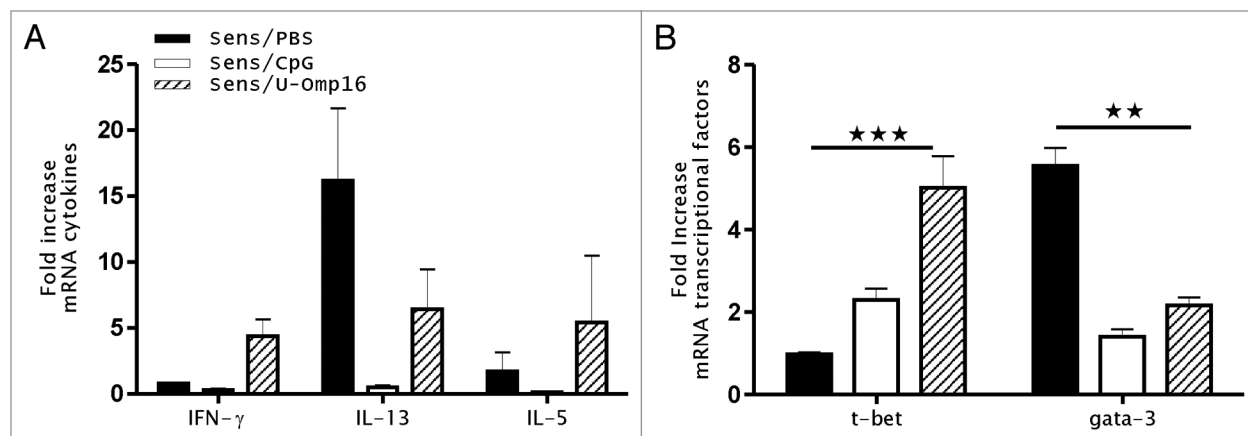 A
Sens/PBS
Sens/CpG
Sens/U-Omp16
Fold increase
mRNA cytokines
25
20
15
10
5
0
IFN-γ
IL-13
IL-5
B
Fold Increase
mRNA transcriptional factors
8
6
4
2
0
★★★
★★
t-bet
gata-3